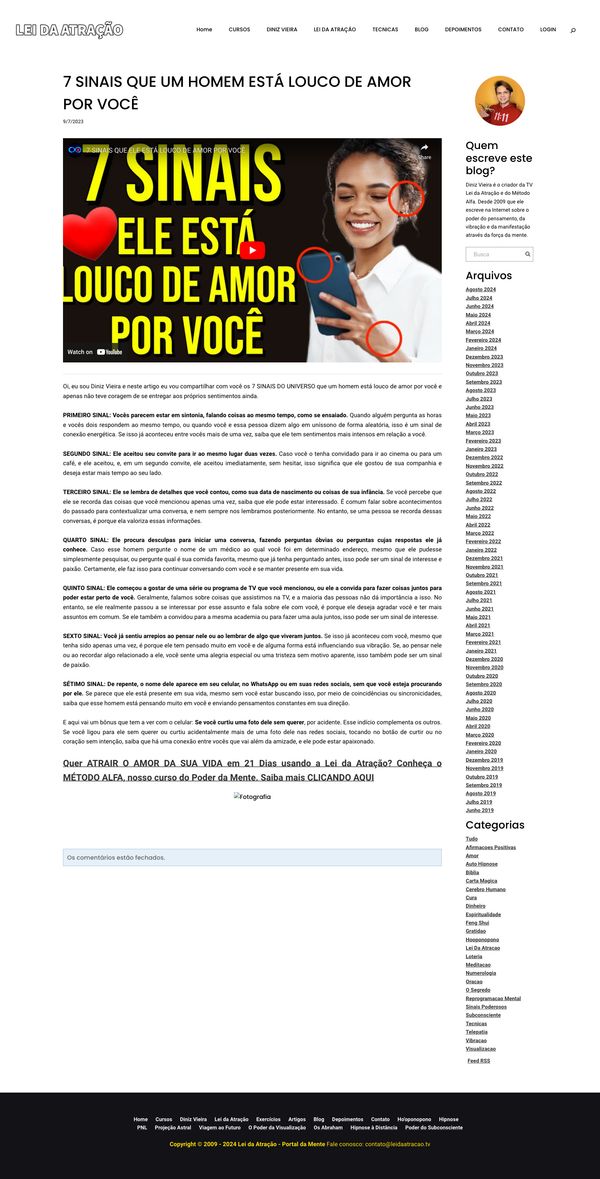 LEI DA ATRAÇÃO
Home CURSOS DINIZ VIEIRA LEI DA ATRAÇÃO TECNICAS BLOG DEPOIMENTOS CONTATO LOGIN
7 SINAIS QUE UM HOMEM ESTÁ LOUCO DE AMOR
POR VOCÊ
9/7/2023
7 SINAIS QUE ELE ESTÁ LOUCO DE AMOR POR VOCÊ
Share
7 SINAIS
ELE ESTÁ
LOUCO DE AMOR
POR VOCÊ
Watch on YouTube
Oi, eu sou Diniz Vieira e neste artigo eu vou compartilhar com você os 7 SINAIS DO UNIVERSO que um homem está louco de amor por você e
apenas não teve coragem de se entregar aos próprios sentimentos ainda.
PRIMEIRO SINAL: Vocês parecem estar em sintonia, falando coisas ao mesmo tempo, como se ensaiado. Quando alguém pergunta as horas
e vocês dois respondem ao mesmo tempo, ou quando você e essa pessoa dizem algo em uníssono de forma aleatória, isso é um sinal de
conexão energética. Se isso já aconteceu entre vocês mais de uma vez, saiba que ele tem sentimentos mais intensos em relação a você.
SEGUNDO SINAL: Ele aceitou seu convite para ir ao mesmo lugar duas vezes. Caso você o tenha convidado para ir ao cinema ou para um
café, e ele aceitou, e, em um segundo convite, ele aceitou imediatamente, sem hesitar, isso significa que ele gostou de sua companhia e
deseja estar mais tempo ao seu lado.
TERCEIRO SINAL: Ele se lembra de detalhes que você contou, como sua data de nascimento ou coisas de sua infância. Se você percebe que
ele se recorda das coisas que você mencionou apenas uma vez, saiba que ele pode estar interessado. É comum falar sobre acontecimentos
do passado para contextualizar uma conversa, e nem sempre nos lembramos posteriormente. No entanto, se uma pessoa se recorda dessas
conversas, é porque ela valoriza essas informações.
QUARTO SINAL: Ele procura desculpas para iniciar uma conversa, fazendo perguntas óbvias ou perguntas cujas respostas ele já
conhece. Caso esse homem pergunte o nome de um médico ao qual você foi em determinado endereço, mesmo que ele pudesse
simplesmente pesquisar, ou pergunte qual é sua comida favorita, mesmo que já tenha perguntado antes, isso pode ser um sinal de interesse e
paixão. Certamente, ele faz isso para continuar conversando com você e se manter presente em sua vida.
QUINTO SINAL: Ele começou a gostar de uma série ou programa de TV que você mencionou, ou ele a convida para fazer coisas juntos para
poder estar perto de você. Geralmente, falamos sobre coisas que assistimos na TV, e a maioria das pessoas não dá importância a isso. No
entanto, se ele realmente passou a se interessar por esse assunto e fala sobre ele com você, é porque ele deseja agradar você e ter mais
assuntos em comum. Se ele também a convidou para a mesma academia ou para fazer uma aula juntos, isso pode ser um sinal de interesse.
SEXTO SINAL: Você já sentiu arrepios ao pensar nele ou ao lembrar de algo que viveram juntos. Se isso já aconteceu com você, mesmo que
tenha sido apenas uma vez, é porque ele tem pensado muito em você e de alguma forma está influenciando sua vibração. Se, ao pensar nele
ou ao recordar algo relacionado a ele, você sente uma alegria especial ou uma tristeza sem motivo aparente, isso também pode ser um sinal
de paixão.
SÉTIMO SINAL: De repente, o nome dele aparece em seu celular, no WhatsApp ou em suas redes sociais, sem que você esteja procurando
por ele. Se parece que ele está presente em sua vida, mesmo sem você estar buscando isso, por meio de coincidências ou sincronicidades,
saiba que esse homem está pensando muito em você e enviando pensamentos constantes em sua direção.
E aqui vai um bônus que tem a ver com o celular: Se você curtiu uma foto dele sem querer, por acidente. Esse indício complementa os outros.
Se você ligou para ele sem querer ou curtiu acidentalmente mais de uma foto dele nas redes sociais, tocando no botão de curtir ou no
coração sem intenção, saiba que há uma conexão entre vocês que vai além da amizade, e ele pode estar apaixonado.
Quer ATRAIR O AMOR DA SUA VIDA em 21 Dias usando a Lei da Atração? Conheça o
MÉTODO ALFA, nosso curso do Poder da Mente. Saiba mais CLICANDO AQUI
Fotografia
Os comentários estão fechados.
11:11
Quem
escreve este
blog?
Diniz Vieira é o criador da TV
Lei da Atração e do Método
Alfa. Desde 2009 que ele
escreve na Internet sobre o
poder do pensamento, da
vibração e da manifestação
através da força da mente.
Busca
Arquivos
Agosto 2024
Julho 2024
Junho 2024
Maio 2024
Abril 2024
Março 2024
Fevereiro 2024
Janeiro 2024
Dezembro 2023
Novembro 2023
Outubro 2023
Setembro 2023
Agosto 2023
Julho 2023
Junho 2023
Maio 2023
Abril 2023
Março 2023
Fevereiro 2023
Janeiro 2023
Dezembro 2022
Novembro 2022
Outubro 2022
Setembro 2022
Agosto 2022
Julho 2022
Junho 2022
Maio 2022
Abril 2022
Março 2022
Fevereiro 2022
Janeiro 2022
Dezembro 2021
Novembro 2021
Outubro 2021
Setembro 2021
Agosto 2021
Julho 2021
Junho 2021
Maio 2021
Abril 2021
Março 2021
Fevereiro 2021
Janeiro 2021
Dezembro 2020
Novembro 2020
Outubro 2020
Setembro 2020
Agosto 2020
Julho 2020
Junho 2020
Maio 2020
Abril 2020
Março 2020
Fevereiro 2020
Janeiro 2020
Dezembro 2019
Novembro 2019
Outubro 2019
Setembro 2019
Agosto 2019
Julho 2019
Junho 2019
Categorias
Tudo
Afirmacoes Positivas
Amor
Auto Hipnose
Biblia
Carta Magica
Cerebro Humano
Cura
Dinheiro
Espiritualidade
Feng Shui
Gratidao
Hooponopono
Lei Da Atracao
Loteria
Meditacao
Numerologia
Oracao
O Segredo
Reprogramacao Mental
Sinais Poderosos
Subconsciente
Tecnicas
Telepatia
Vibracao
Visualizacao
Feed RSS
Home Cursos Diniz Vieira Lei da Atração Exercícios Artigos Blog Depoimentos Contato Ho'oponopono Hipnose
PNL Projeção Astral Viagem ao Futuro O Poder da Visualização Os Abraham Hipnose à Distância Poder do Subconsciente
Copyright © 2009 - 2024 Lei da Atração - Portal da Mente Fale conosco: contato@leidaatracao.tv